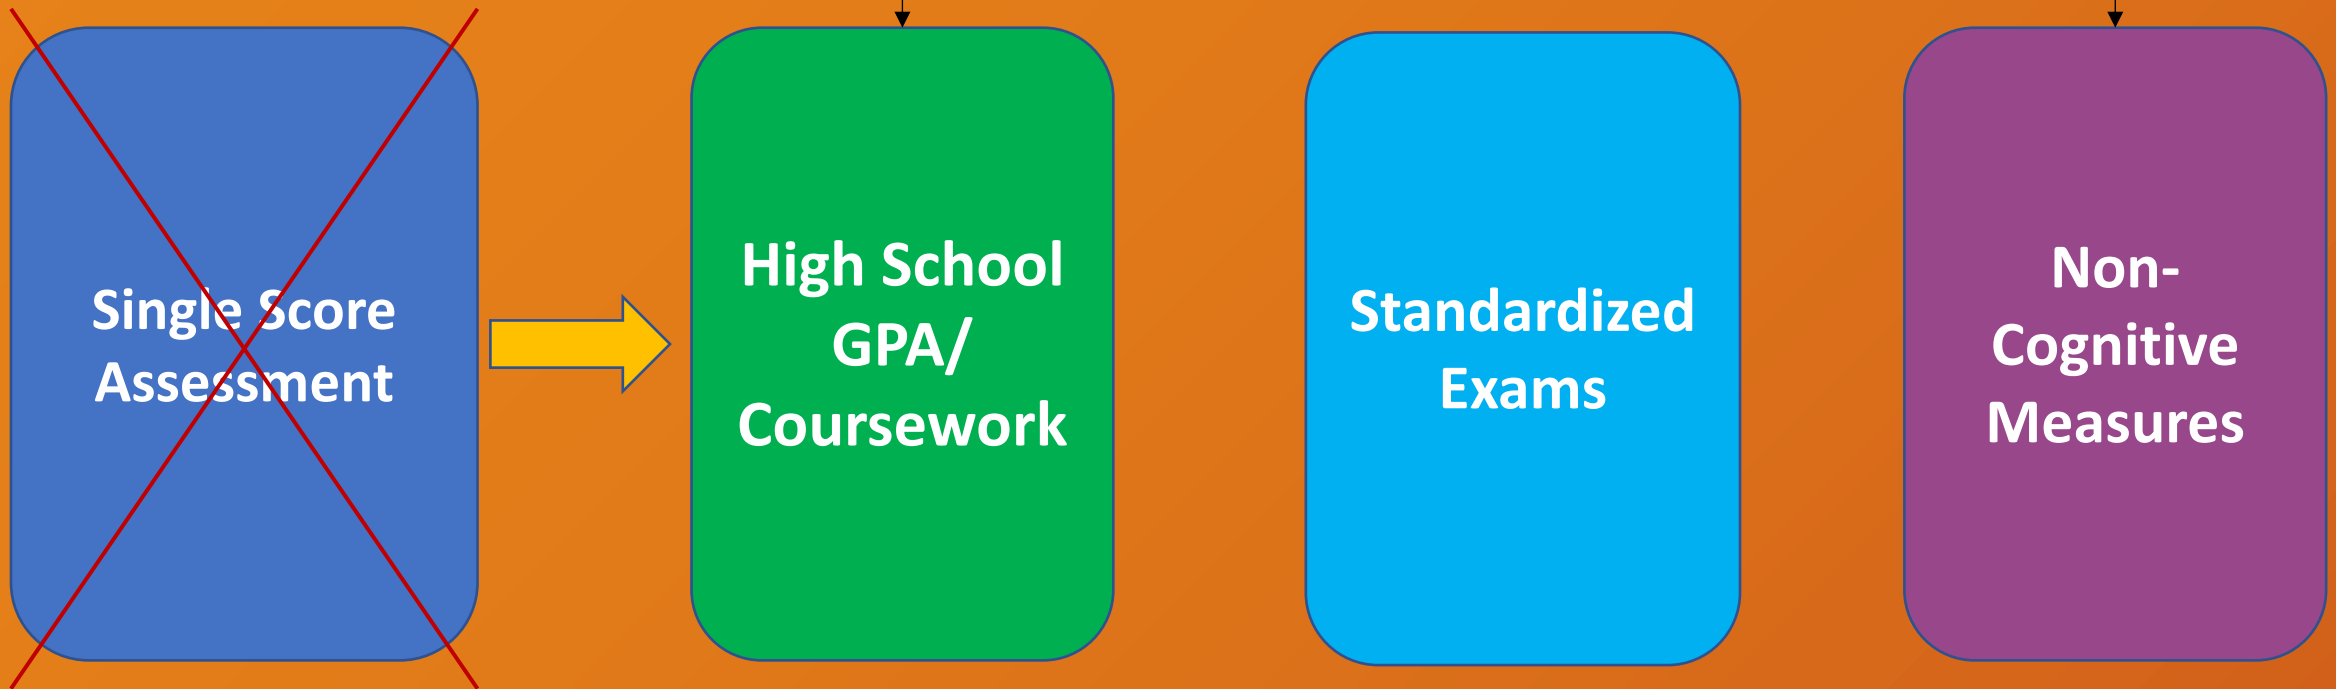 Single Score
Assessment
High School
GPA/
Coursework
Standardized
Exams
Non-
Cognitive
Measures